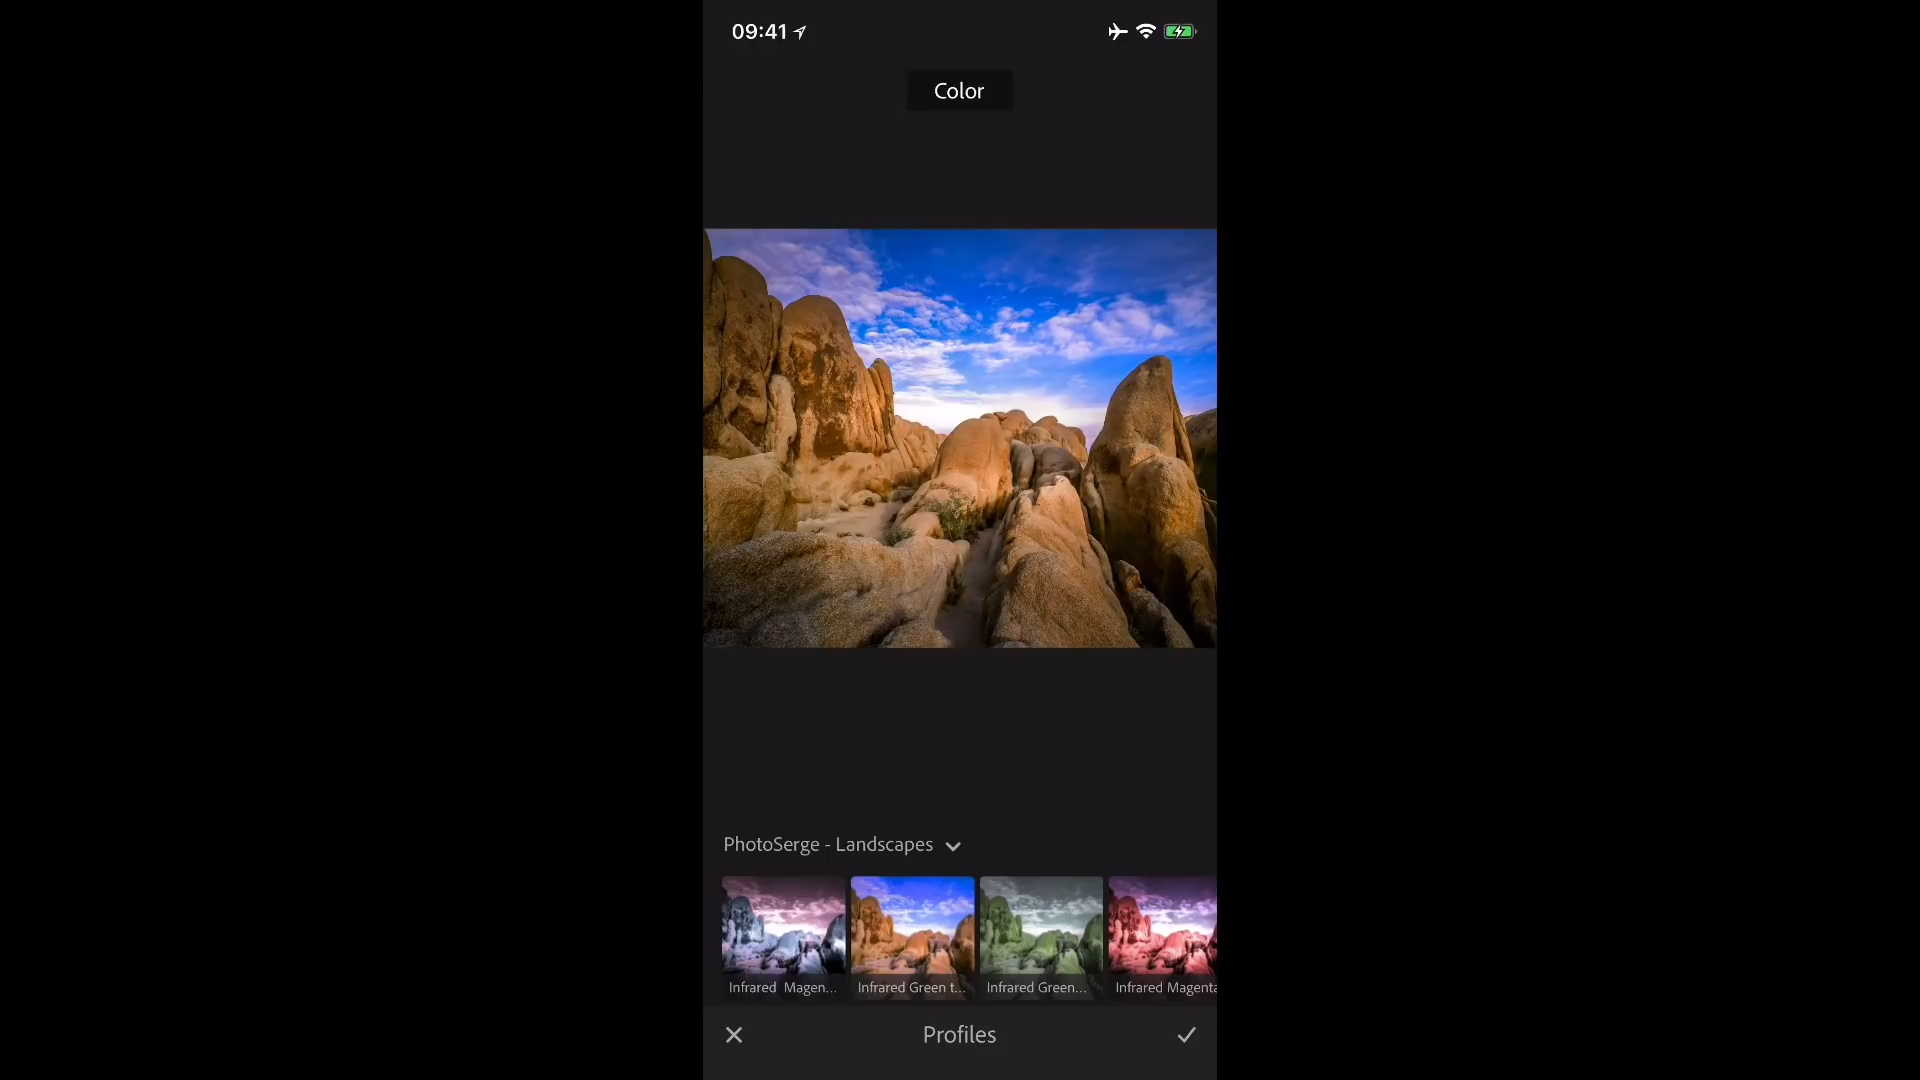 09:41
Color
PhotoSerge - Landscapes
Infrared Magen...
Infrared Green t...
Infrared Green...
Infrared Magenta
Profiles